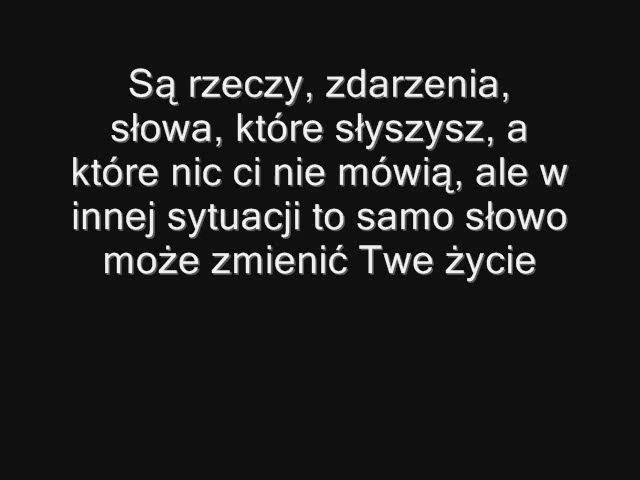 Są rzeczy, zdarzenia,
słowa, które słyszysz, a
które nic ci nie mówią, ale w
innej sytuacji to samo słowo
może zmienić Twe życie